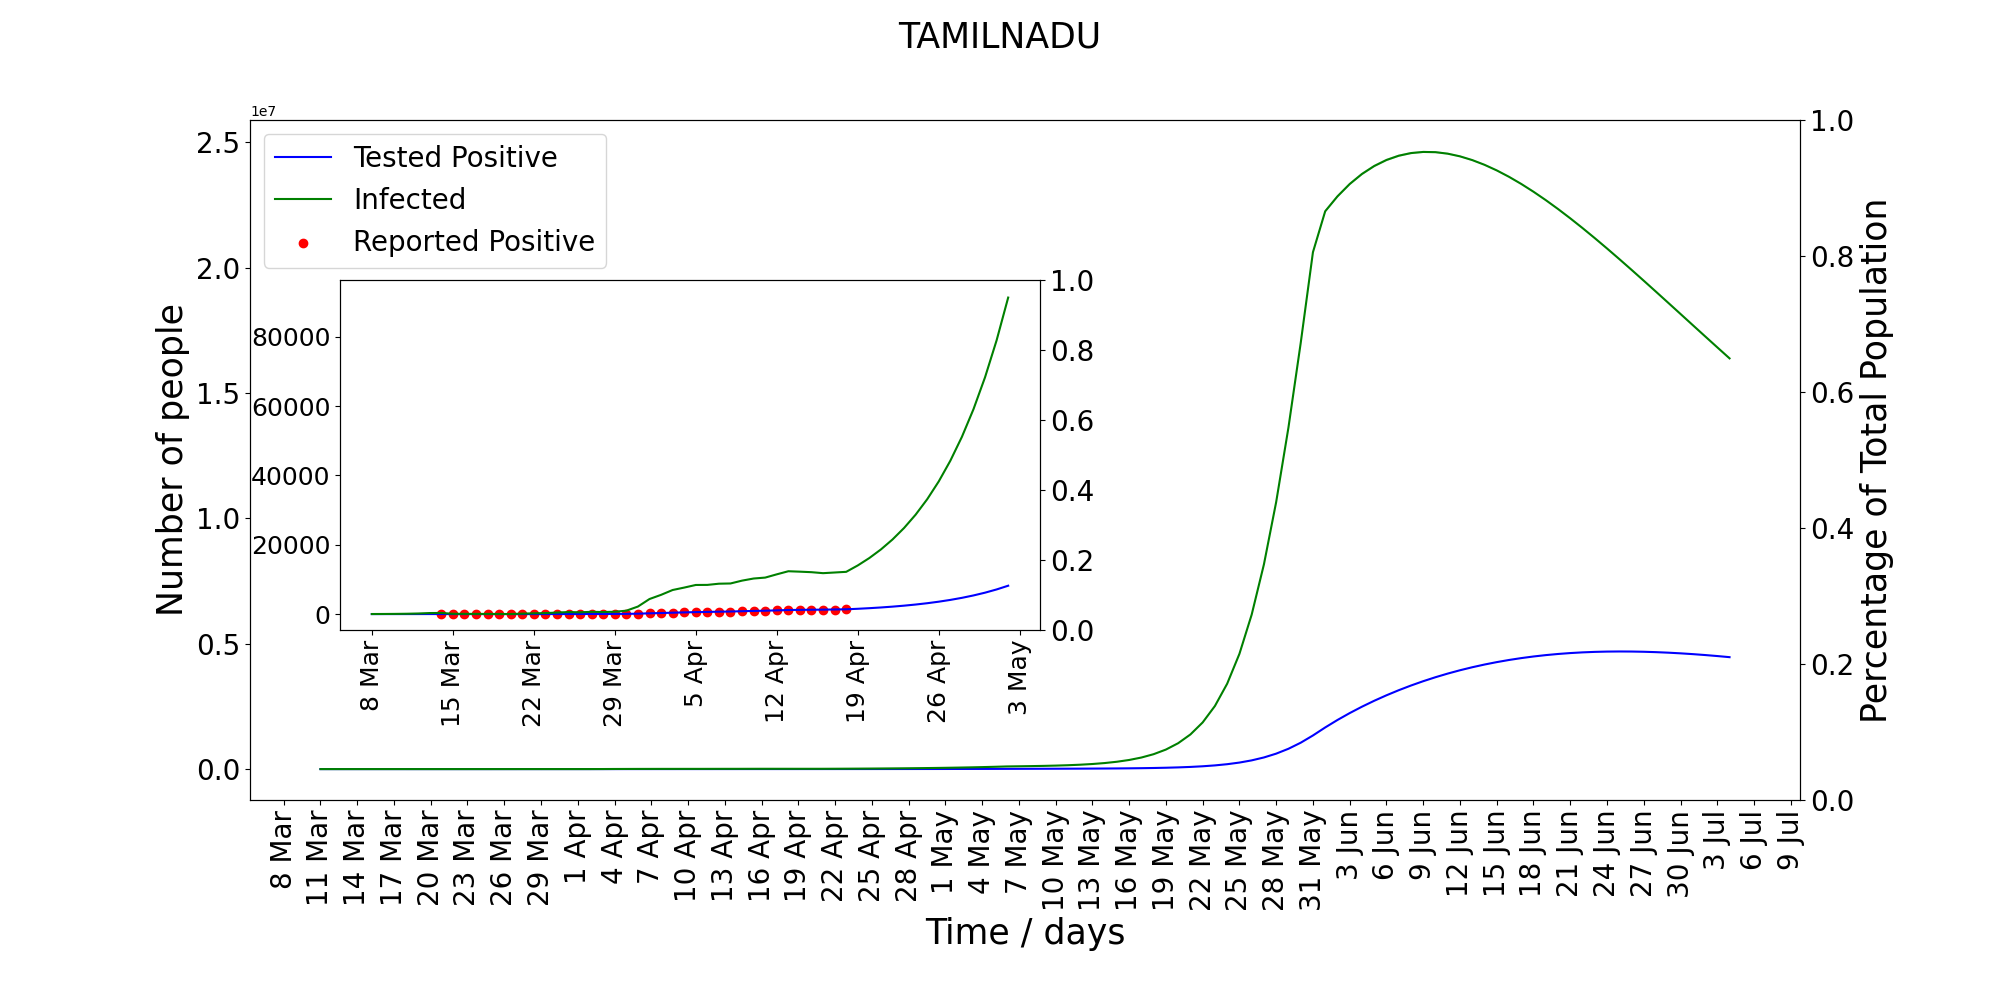 TAMILNADU
1e7
Tested Positive
Infected
Reported Positive
Number of people
2.5
2.0
1.5
1.0
0.5
0.0
80000
60000
40000
20000
0
1.0
0.8
0.6
0.4
0.2
0.0
8 Mar
15 Mar
22 Mar
29 Mar
5 Apr
12 Apr
19 Apr
26 Apr
3 May
1.0
0.8
0.6
0.4
0.2
0.0
Percentage of Total Population
8 Mar
11 Mar
14 Mar
17 Mar
20 Mar
23 Mar
26 Mar
29 Mar
1 Apr
4 Apr
7 Apr
10 Apr
13 Apr
16 Apr
19 Apr
22 Apr
25 Apr
28 Apr
1 May
4 May
7 May
10 May
13 May
16 May
19 May
22 May
25 May
28 May
31 May
3 Jun
6 Jun
9 Jun
12 Jun
15 Jun
18 Jun
21 Jun
24 Jun
27 Jun
30 Jun
3 Jul
6 Jul
9 Jul
Time / days